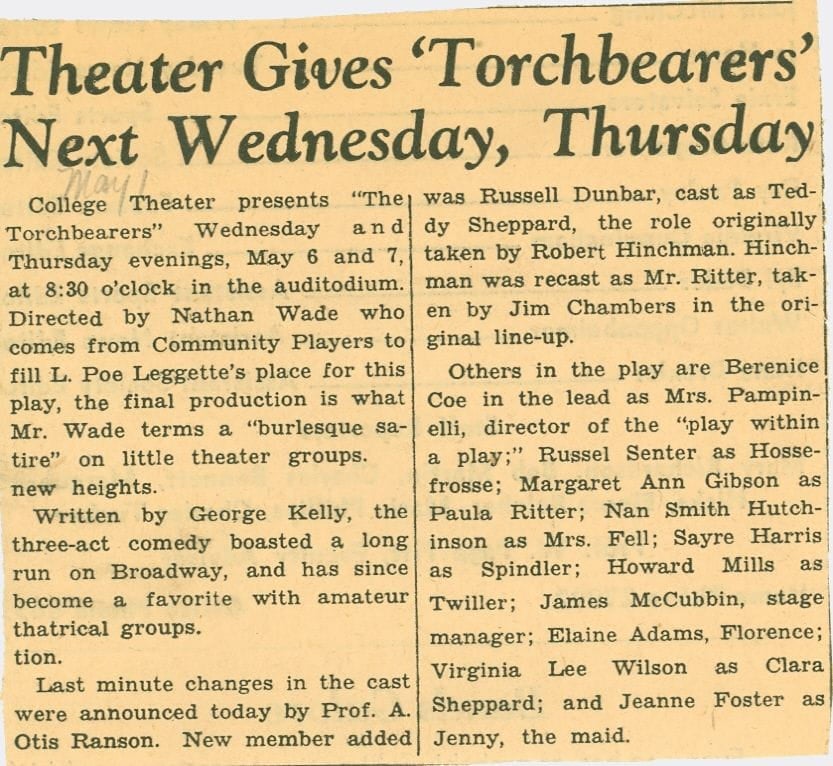 Theater Gives 'Torchbearers'
Next Wednesday, Thursday
May 1
College Theater presents "The
Torchbearers" Wednesday and
Thursday evenings, May 6 and 7,
at 8:30 o'clock in the auditodium.
Directed by Nathan Wade who
comes from Community Players to
fill L. Poe Leggette's place for this
play, the final production is what
Mr. Wade terms a "burlesque sa-
tire" on little theater groups.
new heights.
Written by George Kelly, the
three-act comedy boasted a long
run on Broadway, and has since
become a favorite with amateur
thatrical groups.
tion.
Last minute changes in the cast
were announced today by Prof. A.
Otis Ranson. New member added
was Russell Dunbar, cast as Ted-
dy Sheppard, the role originally
taken by Robert Hinchman. Hinch-
man was recast as Mr. Ritter, tak-
en by Jim Chambers in the ori-
ginal line-up.
Others in the play are Berenice
Coe in the lead as Mrs. Pampin-
elli, director of the "play within
a play;" Russel Senter as Hosse-
frosse; Margaret Ann Gibson as
Paula Ritter; Nan Smith Hutch-
inson as Mrs. Fell; Sayre Harris
as Spindler; Howard Mills as
Twiller; James McCubbin, stage
manager; Elaine Adams, Florence;
Virginia Lee Wilson as Clara
Sheppard; and Jeanne Foster as
Jenny, the maid.